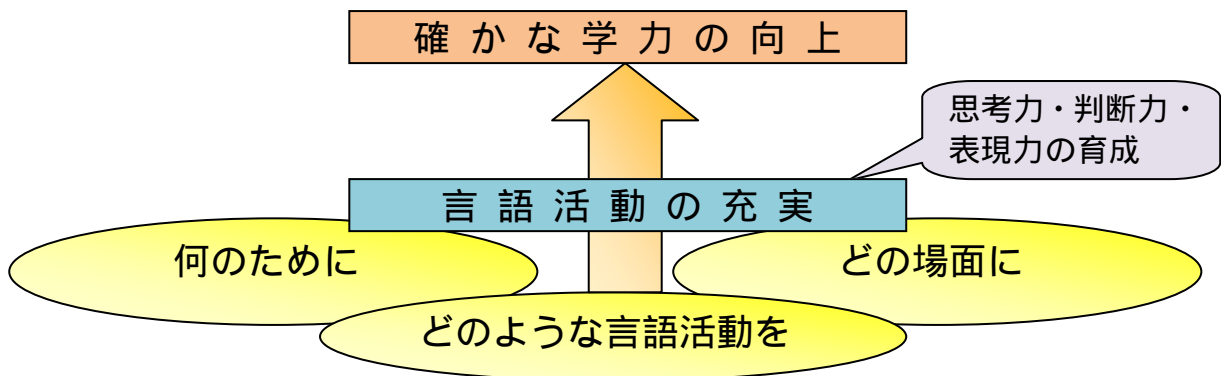 確かな学力の向上
思考力・判断力・
表現力の育成
言語活動の充実
何のために
どの場面に
どのような言語活動を